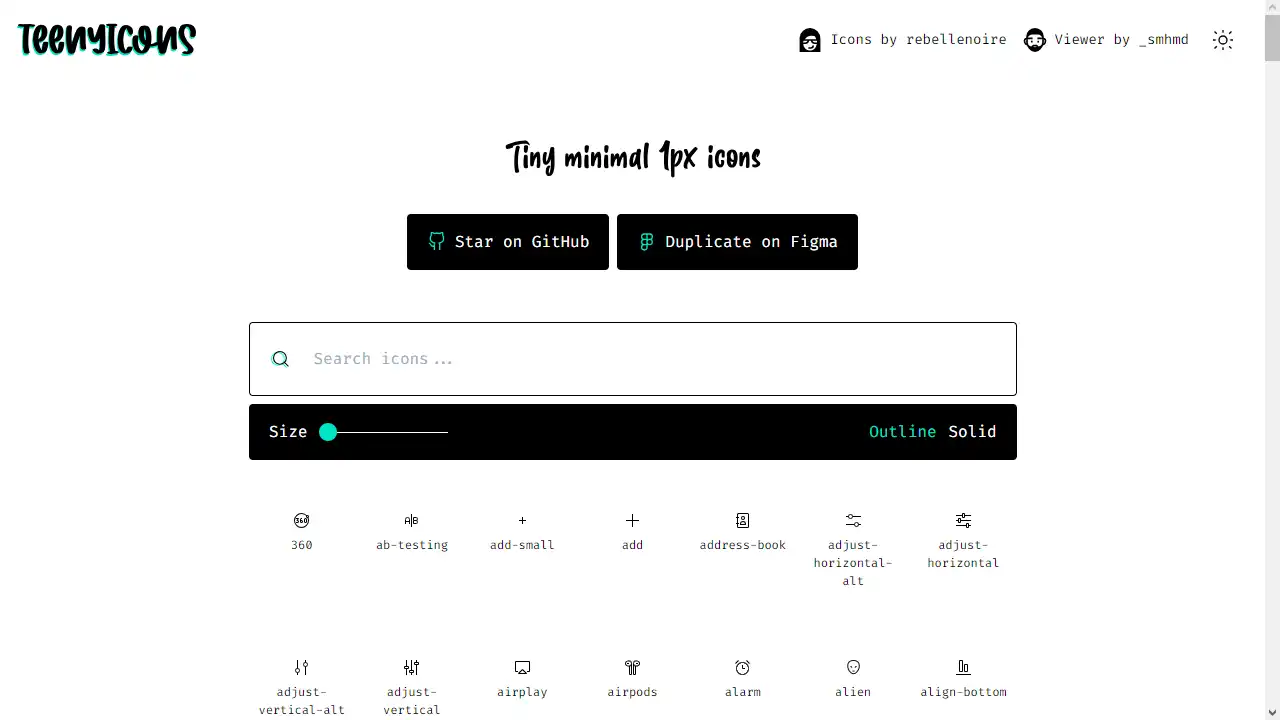 TeenyIcons
Icons by rebellenoire
Viewer by _smhmd
Tiny minimal 1px icons
Star on GitHub
Duplicate on Figma
Search icons...
Size
Outline Solid
360
ab-testing
add-small
add
address-book
adjust-
horizontal-
alt
adjust-
horizontal
adjust-
vertical-alt
adjust-
vertical
airplay
airpods
alarm
alien
align-bottom